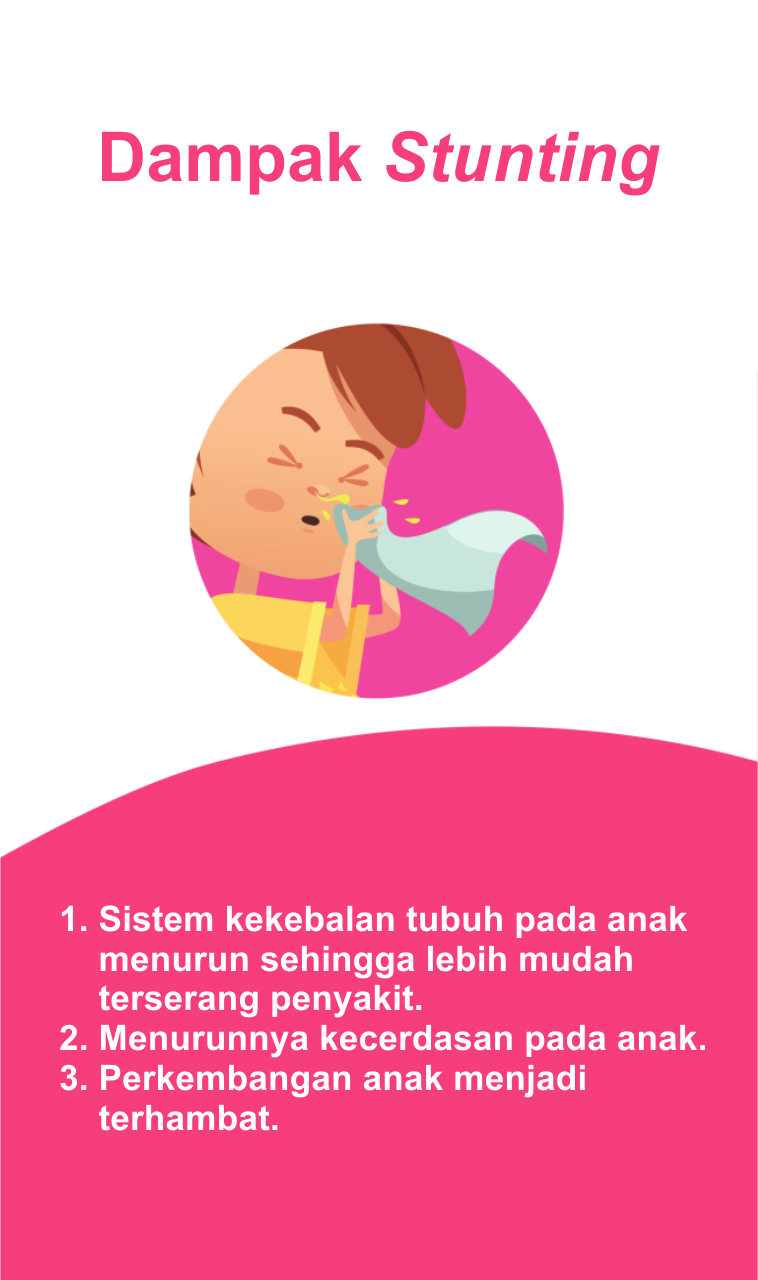 Dampak Stunting
1. Sistem kekebalan tubuh pada anak
menurun sehingga lebih mudah
terserang penyakit.
2. Menurunnya kecerdasan pada anak.
3. Perkembangan anak menjadi
terhambat.